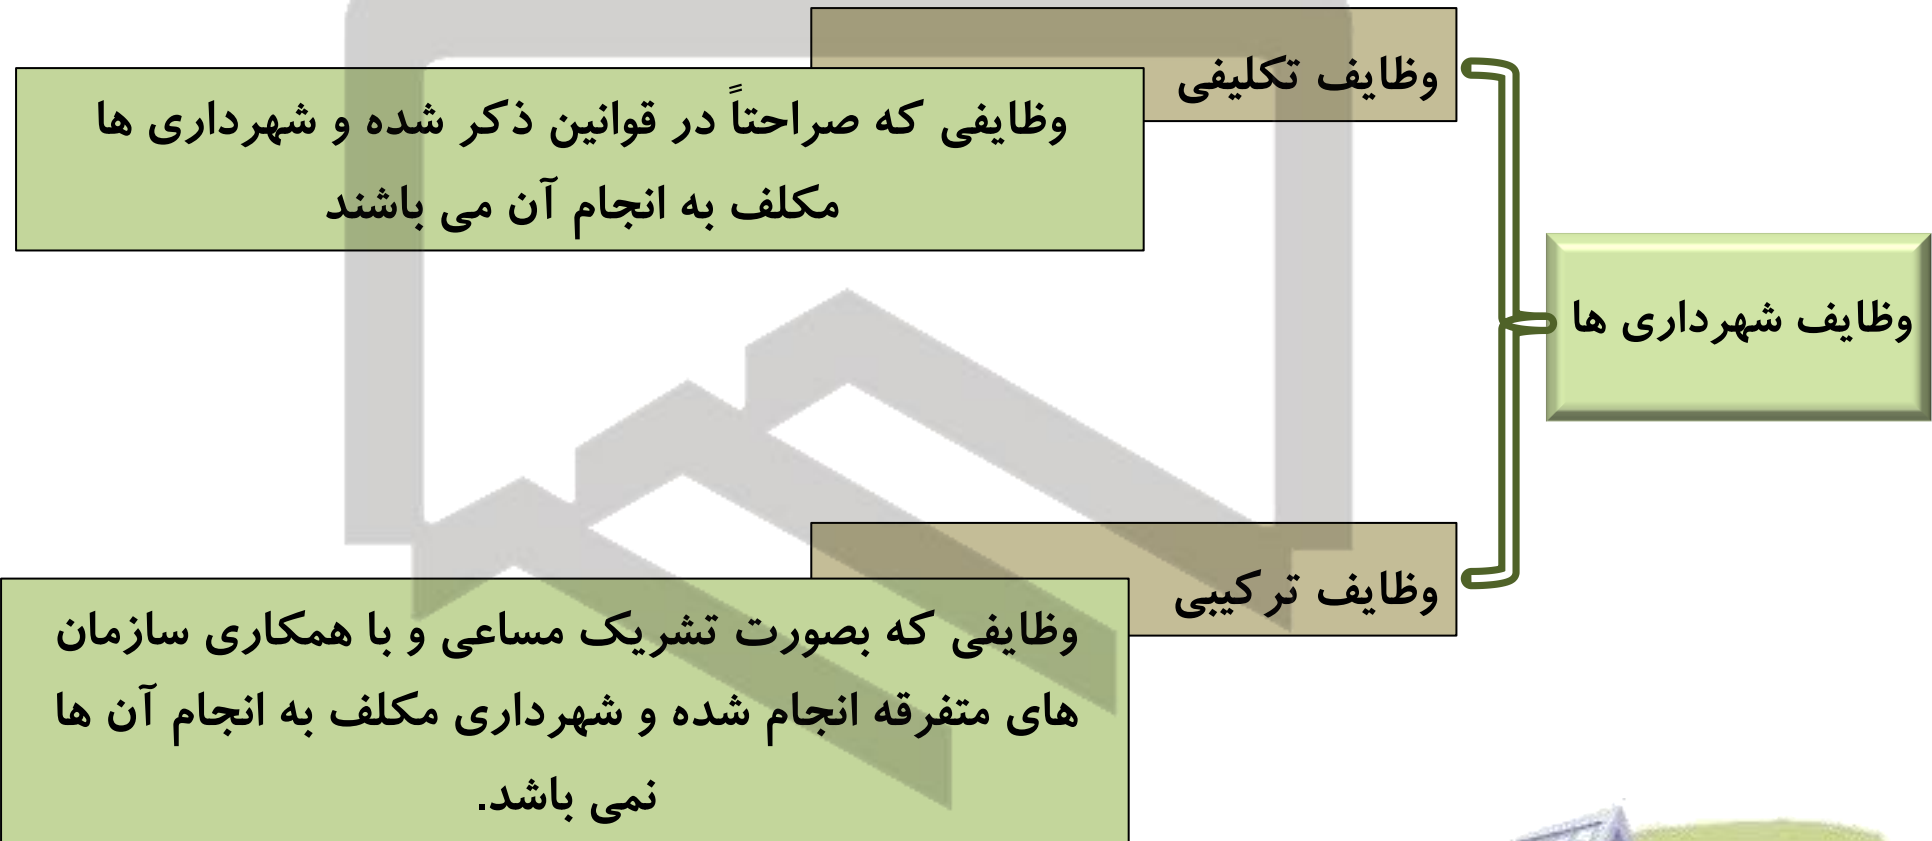 وظایف شهرداری ها
وظایف تکلیفی
وظایفی که صراحتاً در قوانین ذکر شده و شهرداری ها
مکلف به انجام آن می باشند
وظایف ترکیبی
وظایفی که بصورت تشریک مساعی و با همکاری سازمان
های متفرقه انجام شده و شهرداری مکلف به انجام آن ها
نمی باشد.